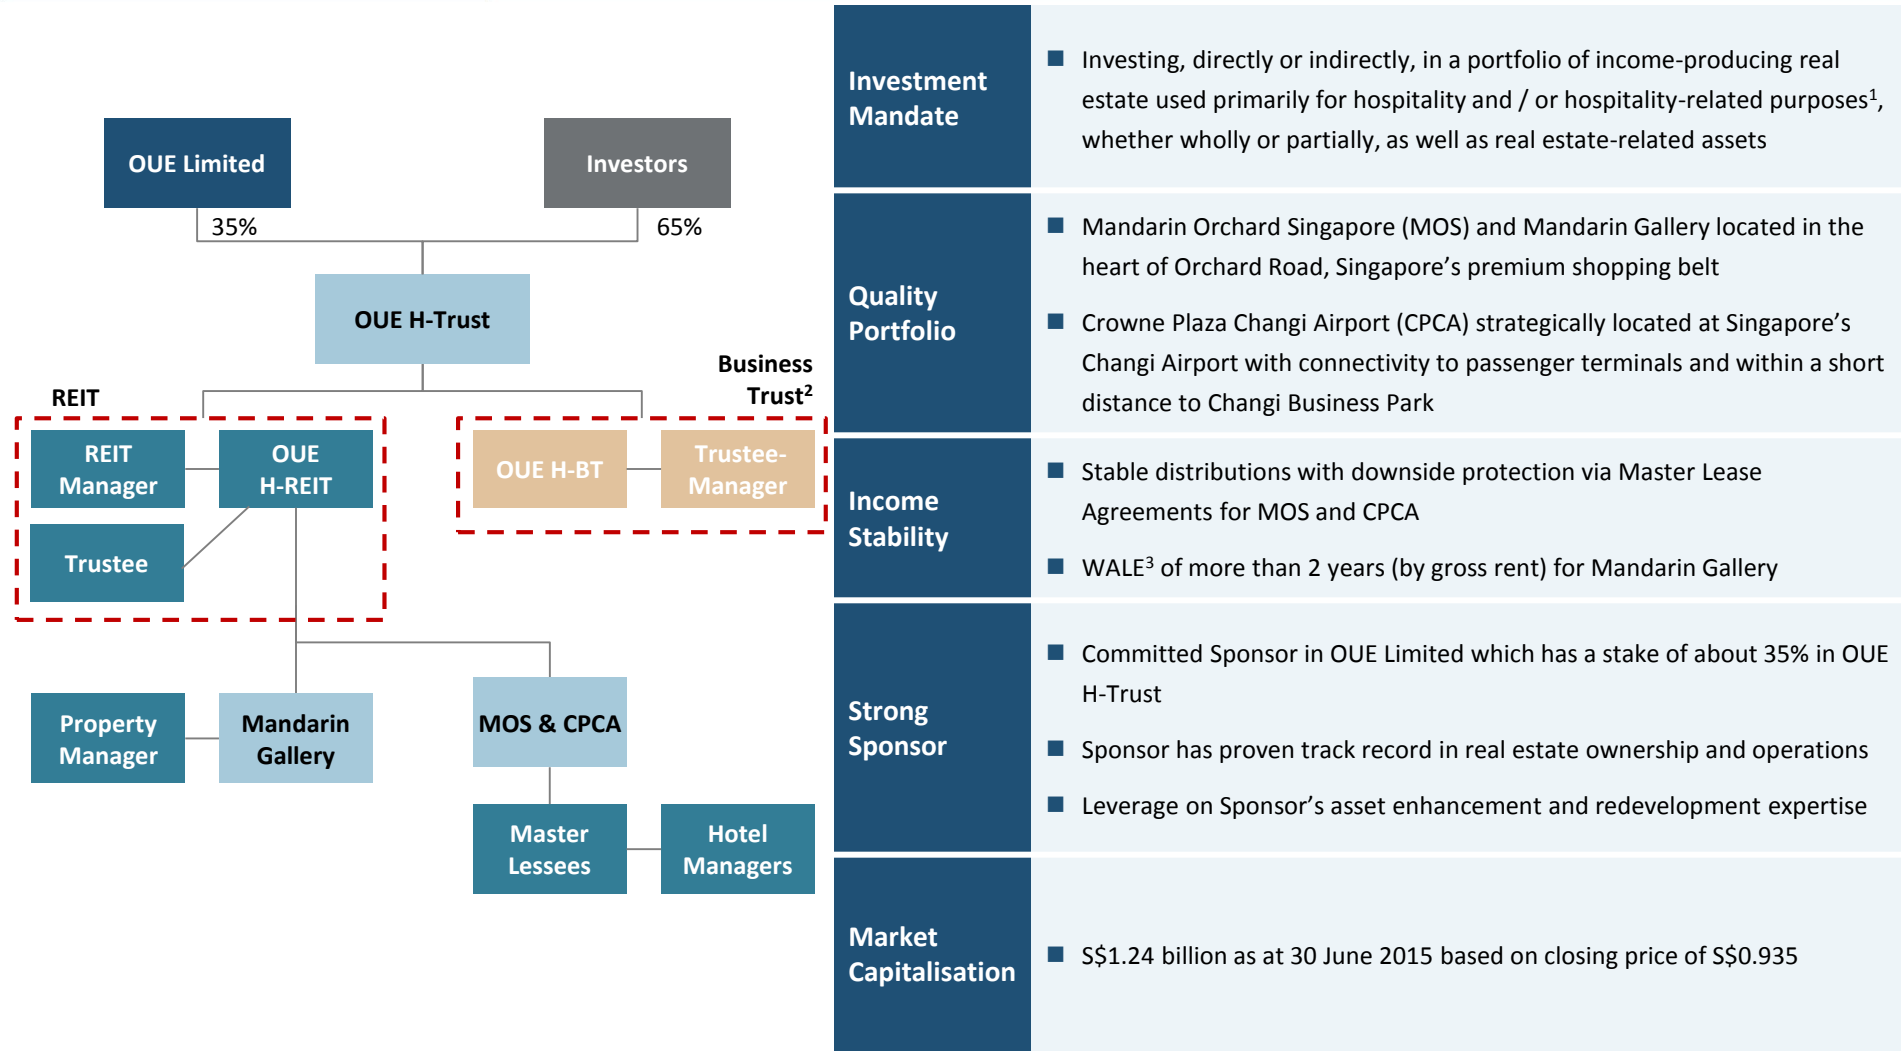 OUE Limited
Investors
35%
65%
OUE H-Trust
Business
Trust²
REIT
REIT
Manager
OUE
H-REIT
OUE H-BT
Trustee-
Manager
Trustee
Property
Manager
Mandarin
Gallery
MOS & CPCA
Master
Lessees
Hotel
Managers
Investment
Mandate
■ Investing, directly or indirectly, in a portfolio of income-producing real
estate used primarily for hospitality and / or hospitality-related purposes¹,
whether wholly or partially, as well as real estate-related assets
Quality
Portfolio
■ Mandarin Orchard Singapore (MOS) and Mandarin Gallery located in the
heart of Orchard Road, Singapore’s premium shopping belt
■ Crowne Plaza Changi Airport (CPCA) strategically located at Singapore’s
Changi Airport with connectivity to passenger terminals and within a short
distance to Changi Business Park
Income
Stability
■ Stable distributions with downside protection via Master Lease
Agreements for MOS and CPCA
■ WALE³ of more than 2 years (by gross rent) for Mandarin Gallery
Strong
Sponsor
■ Committed Sponsor in OUE Limited which has a stake of about 35% in OUE
H-Trust
■ Sponsor has proven track record in real estate ownership and operations
■ Leverage on Sponsor’s asset enhancement and redevelopment expertise
Market
Capitalisation
■ S$1.24 billion as at 30 June 2015 based on closing price of S$0.935